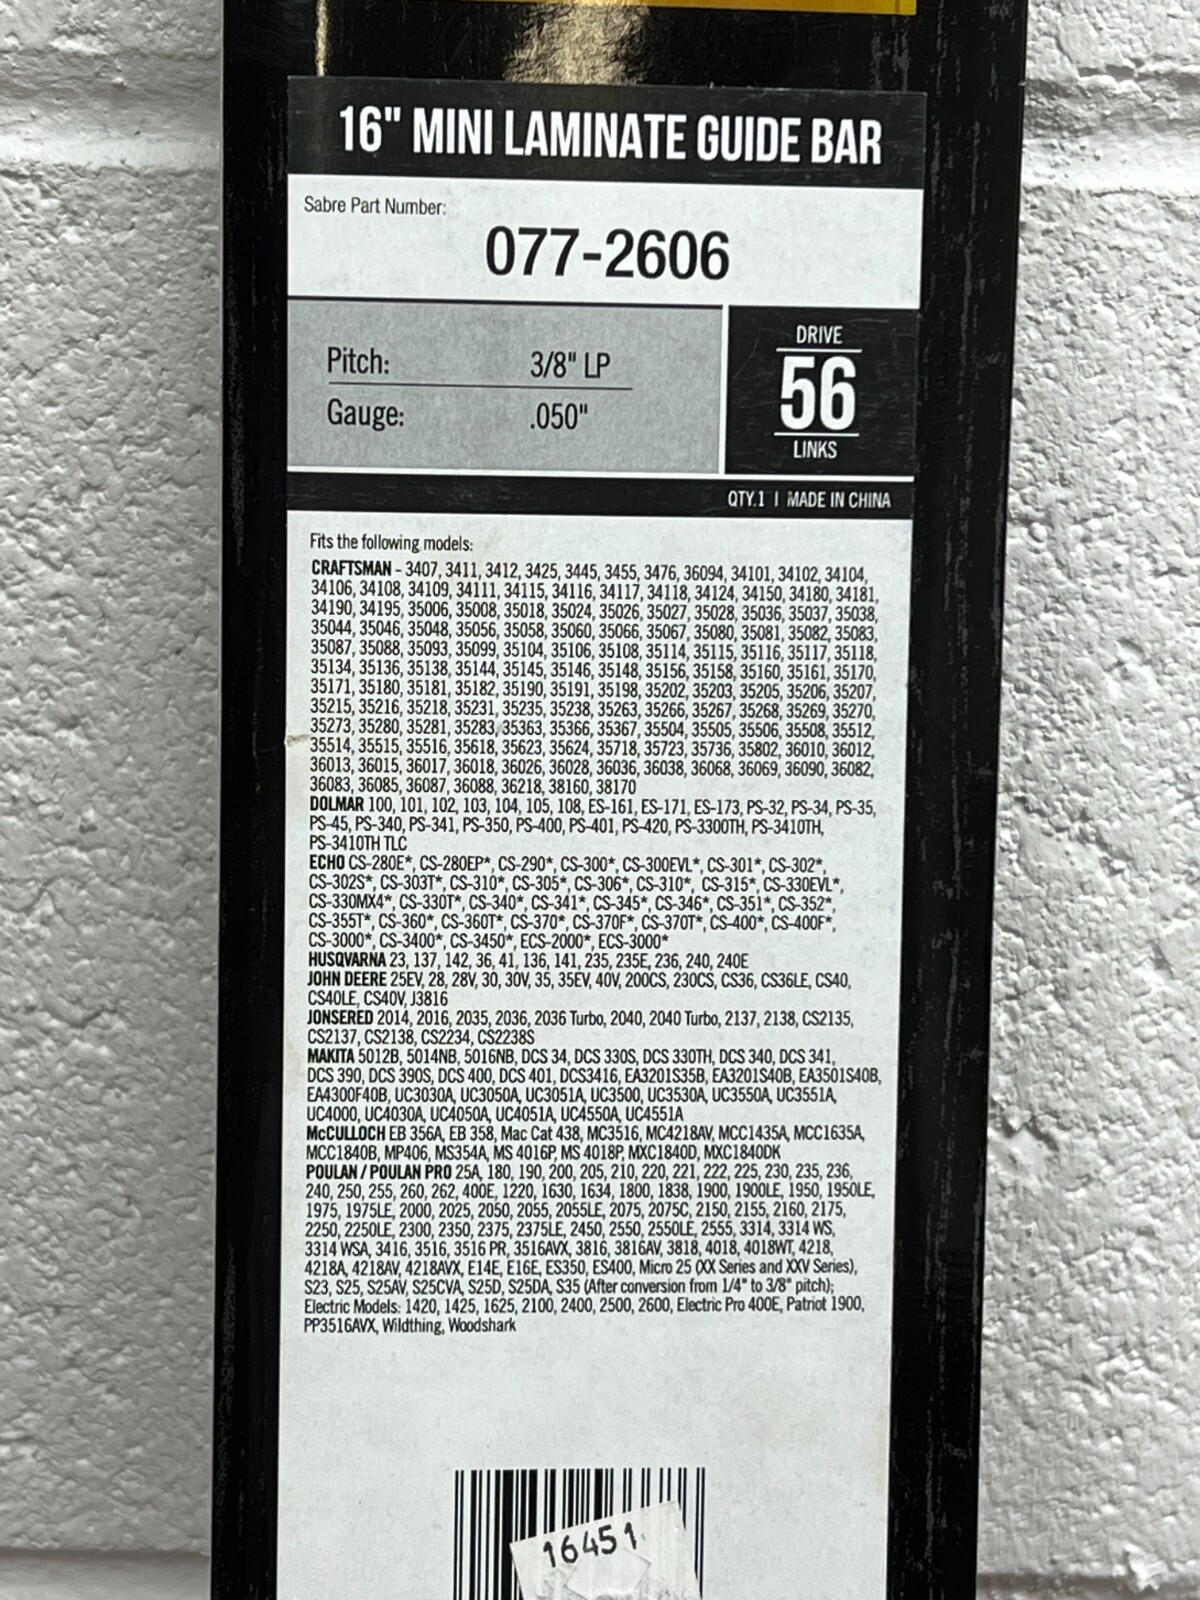 16" MINI LAMINATE GUIDE BAR
Sabre Part Number:
077-2606
Pitch: 3/8" LP
Gauge: .050"
DRIVE
56
LINKS
QTY.1 | MADE IN CHINA
Fits the following models:
CRAFTSMAN - 3407, 3411, 3412, 3425, 3445, 3455, 3476, 36094, 34101, 34102, 34104,
34106, 34108, 34109, 34111, 34115, 34116, 34117, 34118, 34124, 34150, 34180, 34181,
34190, 34195, 35006, 35008, 35018, 35024, 35026, 35027, 35028, 35036, 35037, 35038,
35044, 35046, 35048, 35056, 35058, 35060, 35066, 35067, 35080, 35081, 35082, 35083,
35087, 35088, 35093, 35099, 35104, 35106, 35108, 35114, 35115, 35116, 35117, 35118,
35134, 35136, 35138, 35144, 35145, 35146, 35148, 35156, 35158, 35160, 35161, 35170,
35171, 35180, 35181, 35182, 35190, 35191, 35198, 35202, 35203, 35205, 35206, 35207,
35215, 35216, 35218, 35231, 35235, 35238, 35263, 35266, 35267, 35268, 35269, 35270,
35273, 35280, 35281, 35283, 35363, 35366, 35367, 35504, 35505, 35506, 35508, 35512,
35514, 35515, 35516, 35618, 35623, 35624, 35718, 35723, 35736, 35802, 36010, 36012,
36013, 36015, 36017, 36018, 36026, 36028, 36036, 36038, 36068, 36069, 36090, 36082,
36083, 36085, 36087, 36088, 36218, 38160, 38170
DOLMAR 100, 101, 102, 103, 104, 105, 108, ES-161, ES-171, ES-173, PS-32, PS-34, PS-35,
PS-45, PS-340, PS-341, PS-350, PS-400, PS-401, PS-420, PS-3300TH, PS-3410TH,
PS-3410TH TLC
ECHO CS-280E*, CS-280EP*, CS-290*, CS-300*, CS-300EVL*, CS-301*, CS-302*,
CS-302S*, CS-303T*, CS-310*, CS-305*, CS-306*, CS-310*, CS-315*, CS-330EVL*,
CS-330MX4*, CS-330T*, CS-340*, CS-341*, CS-345*, CS-346*, CS-351*, CS-352*,
CS-355T*, CS-360*, CS-360T*, CS-370*, CS-370F*, CS-370T*, CS-400*, CS-400F*,
CS-3000*, CS-3400*, CS-3450*, ECS-2000*, ECS-3000*
HUSQVARNA 23, 137, 142, 36, 41, 136, 141, 235, 235E, 236, 240, 240E
JOHN DEERE 25EV, 28, 28V, 30, 30V, 35, 35EV, 40V, 200CS, 230CS, CS36, CS36LE, CS40,
CS40LE, CS40V, J3816
JONSERED 2014, 2016, 2035, 2036, 2036 Turbo, 2040, 2040 Turbo, 2137, 2138, CS2135,
CS2137, CS2138, CS2234, CS2238S
MAKITA 5012B, 5014NB, 5016NB, DCS 34, DCS 330S, DCS 330TH, DCS 340, DCS 341,
DCS 390, DCS 390S, DCS 400, DCS 401, DCS3416, EA3201S35B, EA3201S40B, EA3501S40B,
EA4300F40B, UC3030A, UC3050A, UC3051A, UC3500, UC3530A, UC3550A, UC3551A,
UC4000, UC4030A, UC4050A, UC4051A, UC4550A, UC4551A
McCULLOCH EB 356A, EB 358, Mac Cat 438, MC3516, MC4218AV, MCC1435A, MCC1635A,
MCC1840B, MP406, MS354A, MS 4016P, MS 4018P, MXC1840D, MXC1840DK
POULAN / POULAN PRO 25A, 180, 190, 200, 205, 210, 220, 221, 222, 225, 230, 235, 236,
240, 250, 255, 260, 262, 400E, 1220, 1630, 1634, 1800, 1838, 1900, 1900LE, 1950, 1950LE,
1975, 1975LE, 2000, 2025, 2050, 2055, 2055LE, 2075, 2075C, 2150, 2155, 2160, 2175,
2250, 2250LE, 2300, 2350, 2375, 2375LE, 2450, 2550, 2550LE, 2555, 3314, 3314 WS,
3314 WSA, 3416, 3516, 3516 PR, 3516AVX, 3816, 3816AV, 3818, 4018, 4018WT, 4218,
4218A, 4218AV, 4218AVX, E14E, E16E, ES350, ES400, Micro 25 (XX Series and XXV Series),
S23, S25, S25AV, S25CVA, S25D, S25DA, S35 (After conversion from 1/4" to 3/8" pitch);
Electric Models: 1420, 1425, 1625, 2100, 2400, 2500, 2600, Electric Pro 400E, Patriot 1900,
PP3516AVX, Wildthing, Woodshark
16451